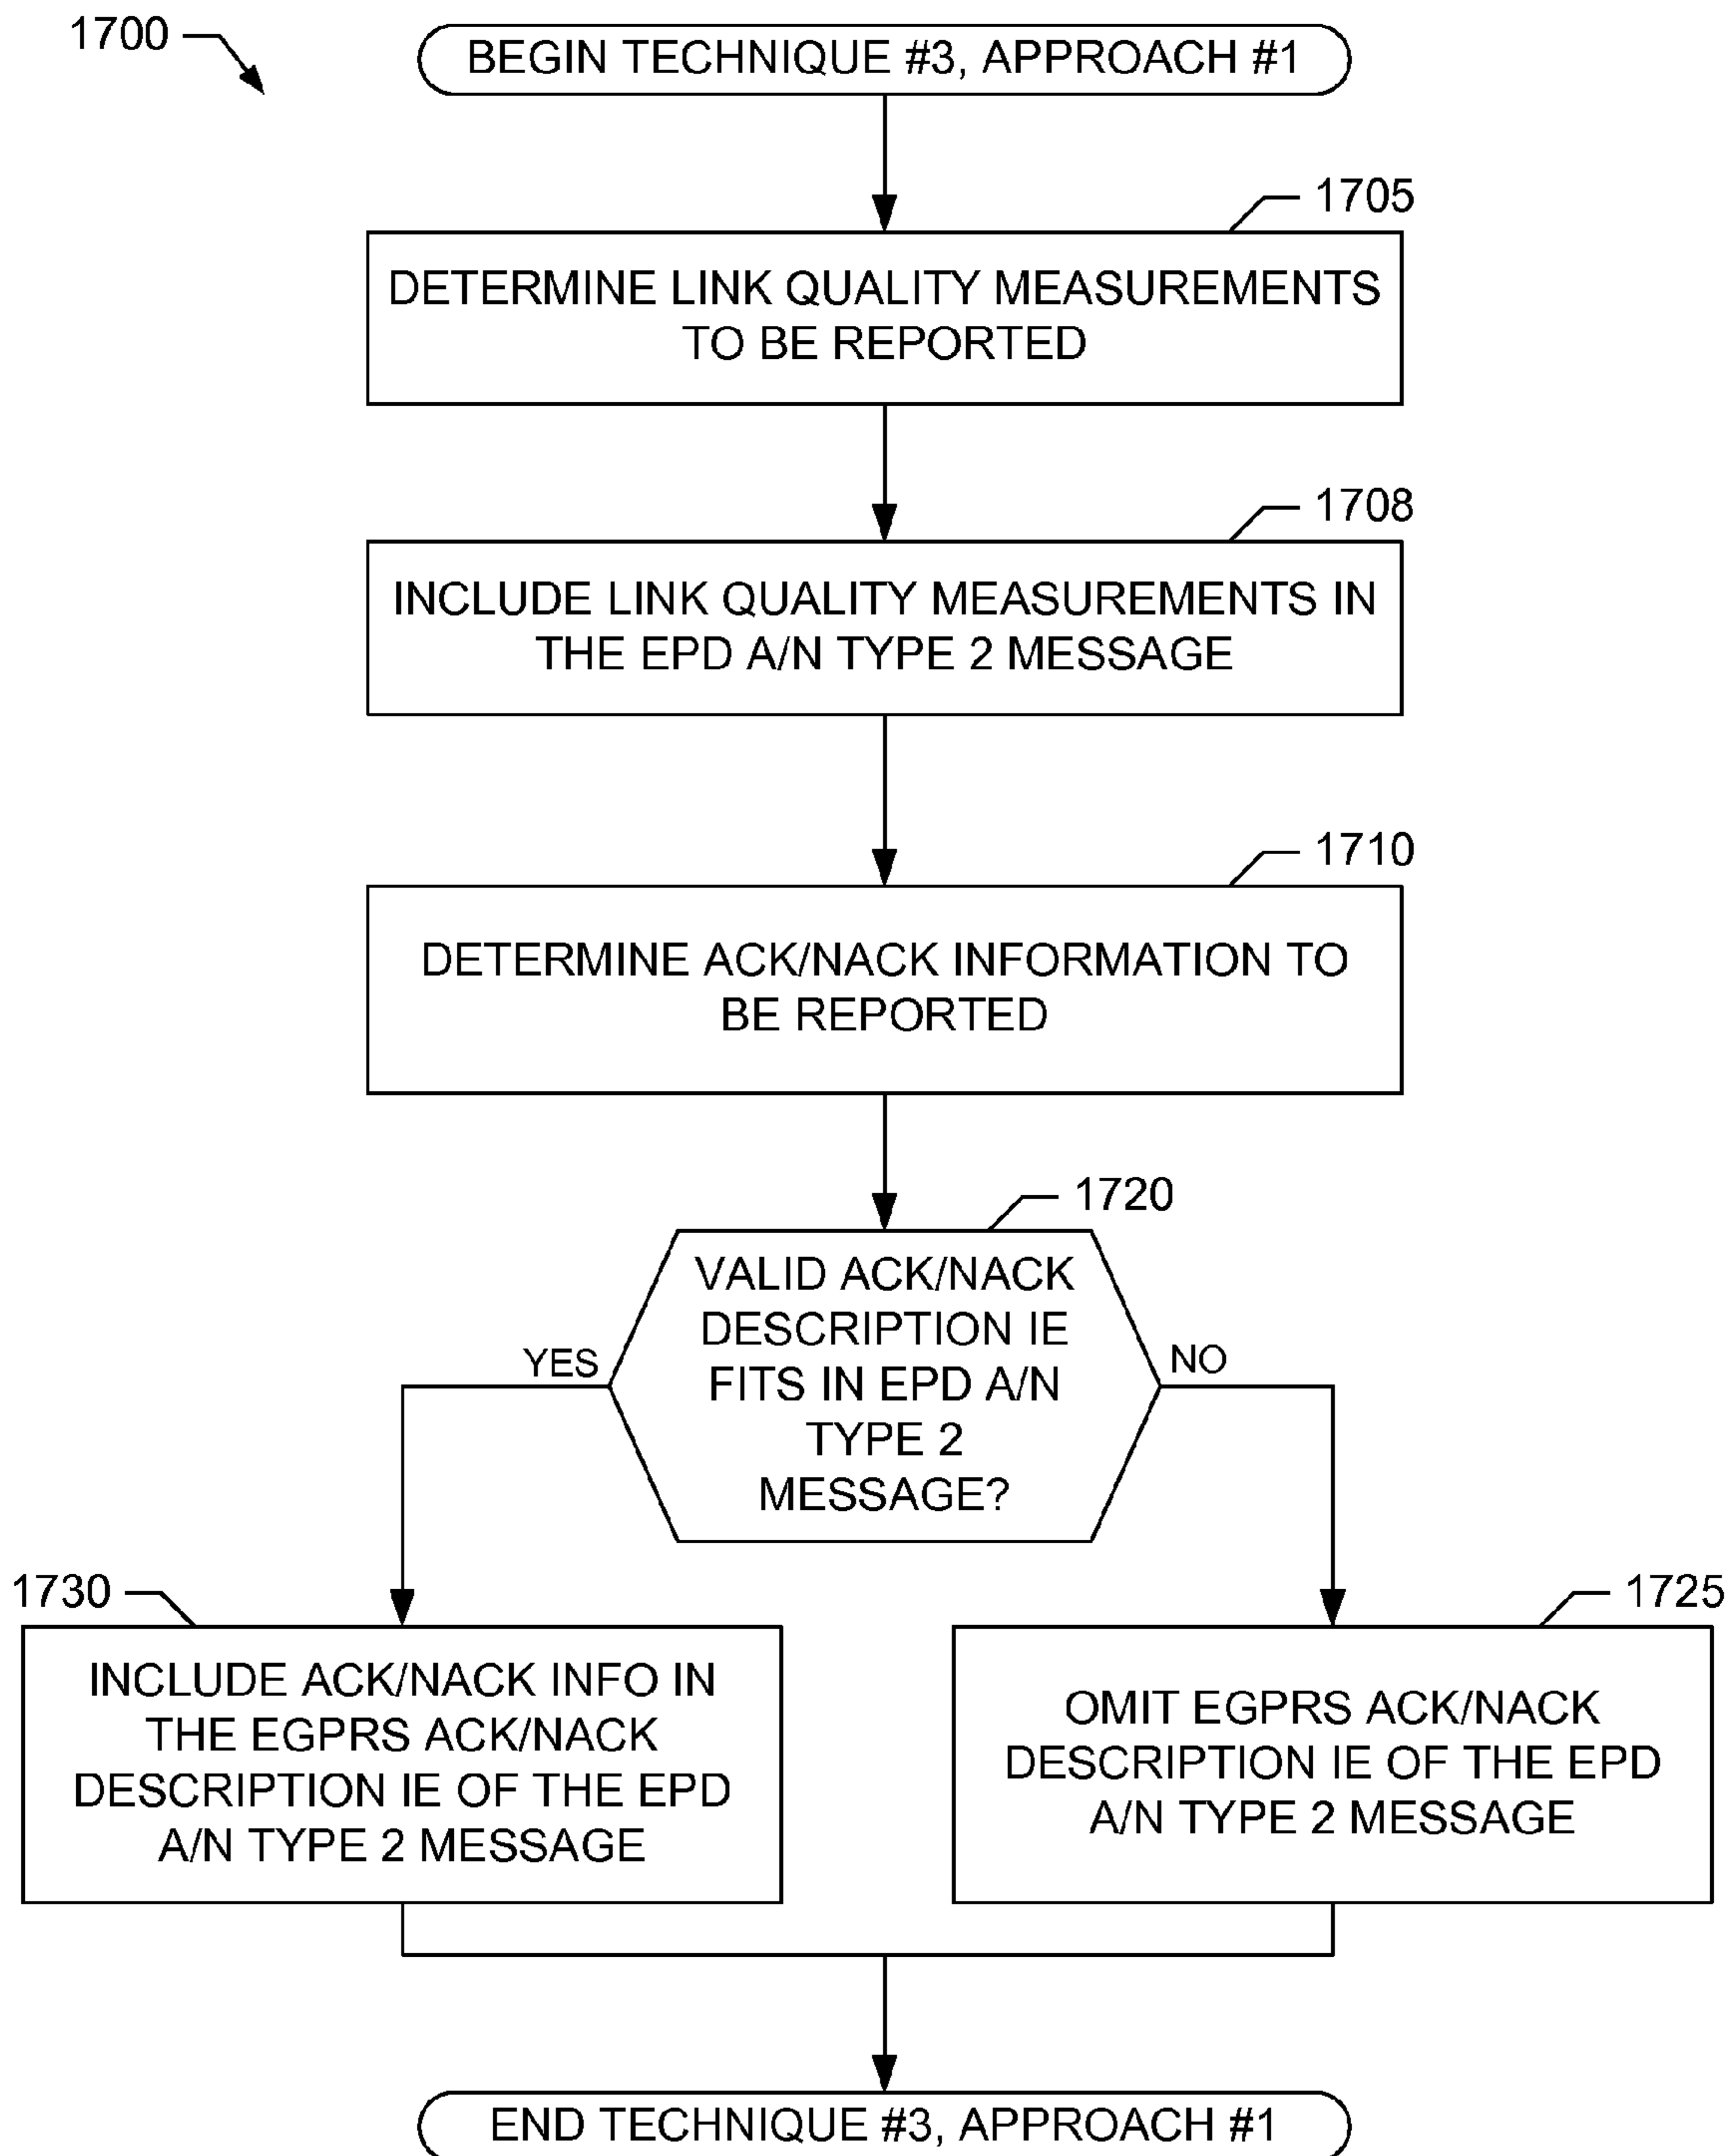 1700
BEGIN TECHNIQUE #3, APPROACH #1
1705
DETERMINE LINK QUALITY MEASUREMENTS
TO BE REPORTED
1708
INCLUDE LINK QUALITY MEASUREMENTS IN
THE EPD A/N TYPE 2 MESSAGE
1710
DETERMINE ACK/NACK INFORMATION TO
BE REPORTED
1720
VALID ACK/NACK
DESCRIPTION IE
FITS IN EPD A/N
TYPE 2
MESSAGE?
YES
NO
1730
INCLUDE ACK/NACK INFO IN
THE EGPRS ACK/NACK
DESCRIPTION IE OF THE EPD
A/N TYPE 2 MESSAGE
1725
OMIT EGPRS ACK/NACK
DESCRIPTION IE OF THE EPD
A/N TYPE 2 MESSAGE
END TECHNIQUE #3, APPROACH #1